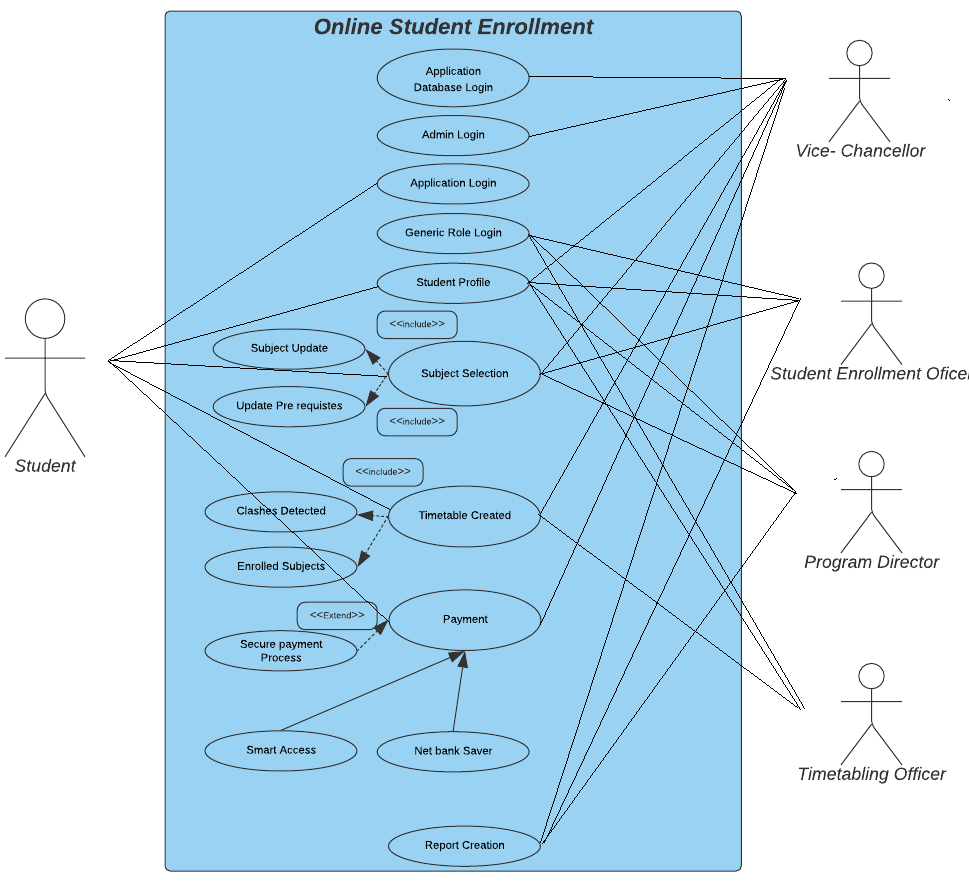 Online Student Enrollment
Application
Database Login
Admin Login
Vice- Chancellor
Application Login
Generic Role Login
Student Profile
<<include>>
Subject Update
Subject Selection
Student Enrollment Oficer
Update Pre requistes
<<include>>
Student
<<include>>
Clashes Detected
Timetable Created
Enrolled Subjects
Program Director
<<Extend>>
Payment
Secure payment
Process
Smart Access
Net bank Saver
Timetabling Officer
Report Creation